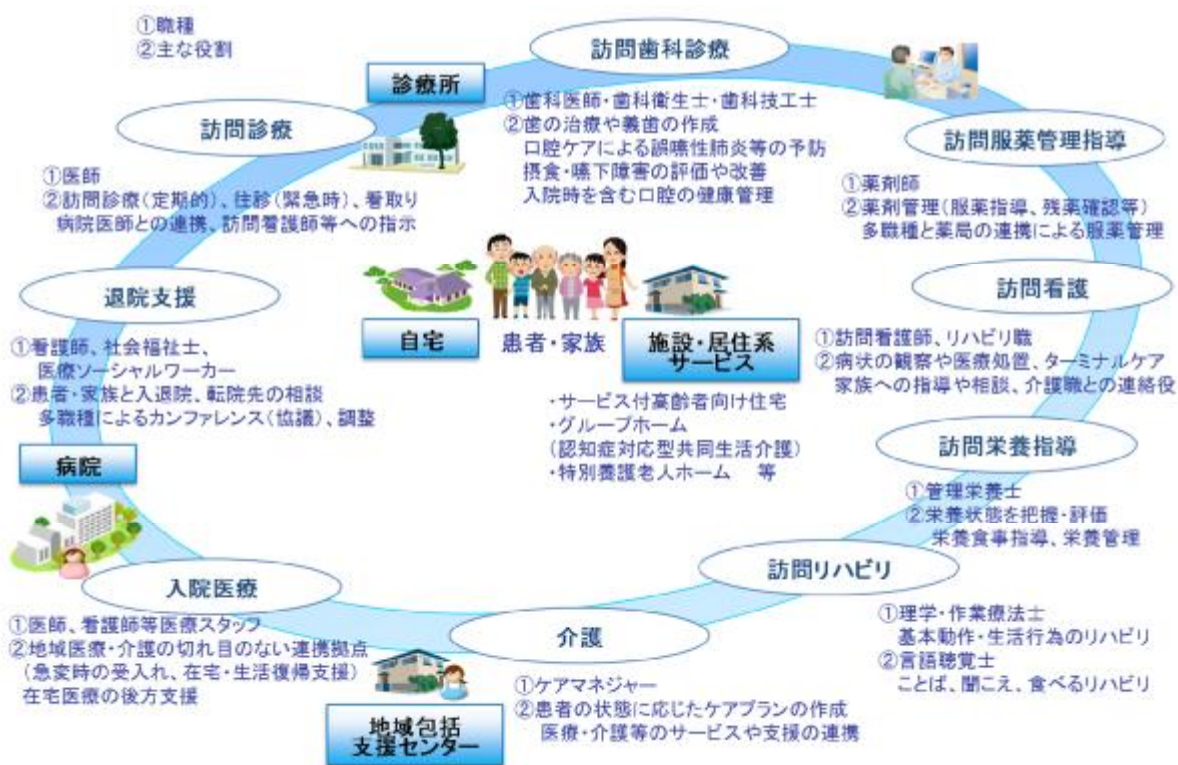 ①職種
②主な役割
訪問歯科診療
①歯科医師・歯科衛生士・歯科技工士
②歯の治療や義歯の作成
口腔ケアによる誤嚥性肺炎等の予防
摂食・嚥下障害の評価や改善
入院時を含む口腔の健康管理
診療所
訪問診療
①医師
②訪問診療(定期的)、往診(緊急時)、看取り
病院医師との連携、訪問看護師等への指示
訪問服薬管理指導
①薬剤師
②薬剤管理(服薬指導、残薬確認等)
多職種と薬局の連携による服薬管理
退院支援
①看護師、社会福祉士、
医療ソーシャルワーカー
②患者・家族と入退院、転院先の相談
多職種によるカンファレンス(協議)、調整
自宅
患者・家族
施設・居住系
サービス
・サービス付高齢者向け住宅
・グループホーム
(認知症対応型共同生活介護)
・特別養護老人ホーム 等
訪問看護
①訪問看護師、リハビリ職
②病状の観察や医療処置、ターミナルケア
家族への指導や相談、介護職との連絡役
訪問栄養指導
①管理栄養士
②栄養状態を把握・評価
栄養食事指導、栄養管理
病院
入院医療
①医師、看護師等医療スタッフ
②地域医療・介護の切れ目のない連携拠点
(急変時の受入れ、在宅・生活復帰支援)
在宅医療の後方支援
訪問リハビリ
①理学・作業療法士
基本動作・生活行為のリハビリ
②言語聴覚士
ことば、聞こえ、食べるリハビリ
介護
①ケアマネジャー
②患者の状態に応じたケアプランの作成
医療・介護等のサービスや支援の連携
地域包括
支援センター